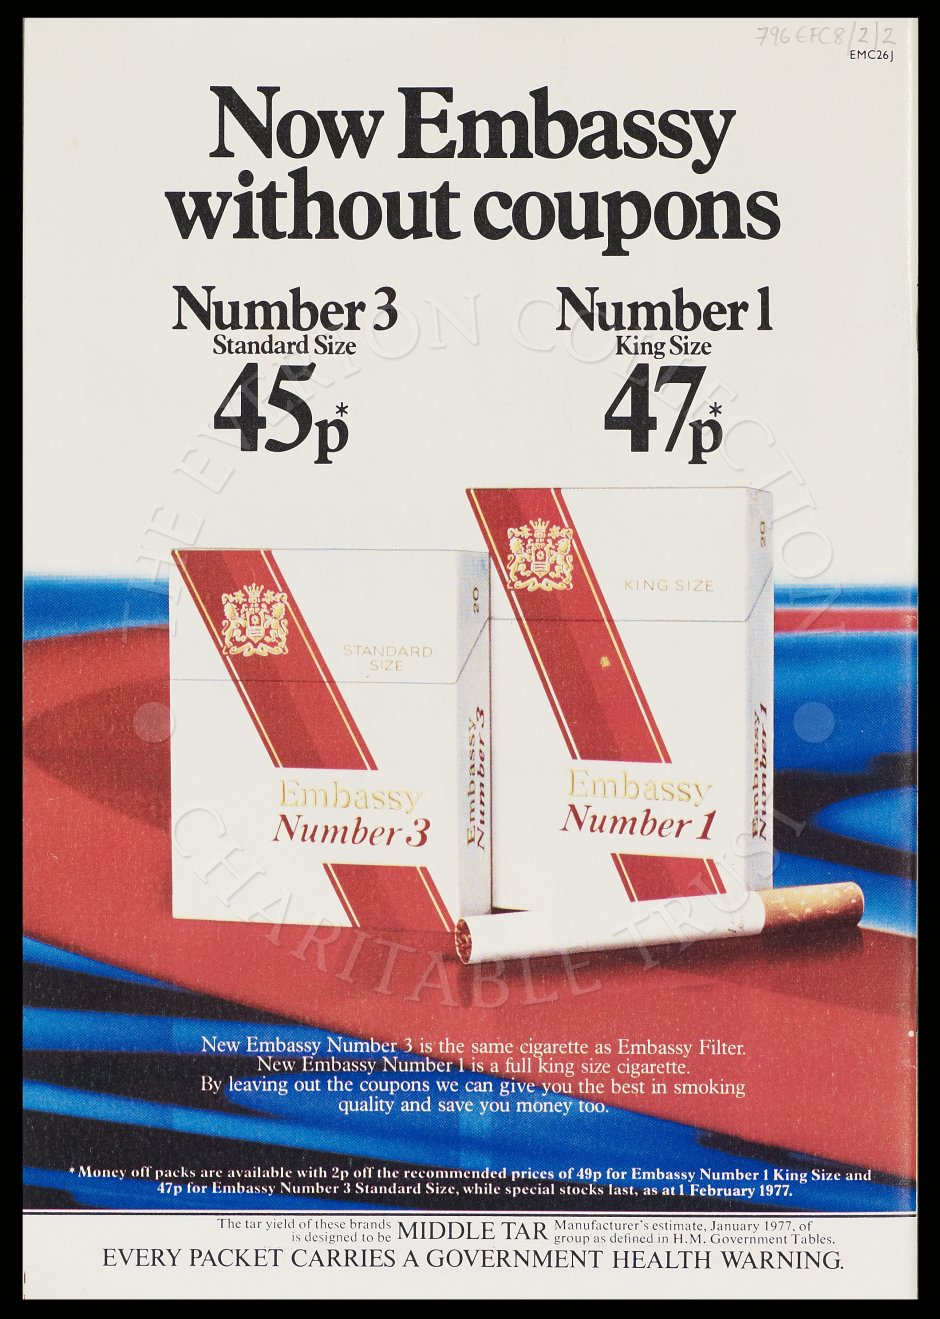 796 EFC8/2/2
EMC26J
Now Embassy
without coupons
Number 3
Standard Size
45p*
Number 1
King Size
47p*
20
KING SIZE
20
STANDARD
SIZE
Embassy
Number 3
Embassy
Number 3
Embassy
Number 1
Embassy
Number 1
THE EVERTON COLLECTION
CHARITABLE TRUST
New Embassy Number 3 is the same cigarette as Embassy Filter.
New Embassy Number 1 is a full king size cigarette.
By leaving out the coupons we can give you the best in smoking
quality and save you money too.
*Money off packs are available with 2p off the recommended prices of 49p for Embassy Number 1 King Size and
47p for Embassy Number 3 Standard Size, while special stocks last, as at 1 February 1977.
The tar yield of these brands
is designed to be
MIDDLE TAR
Manufacturer's estimate, January 1977, of
group as defined in H.M. Government Tables.
EVERY PACKET CARRIES A GOVERNMENT HEALTH WARNING.